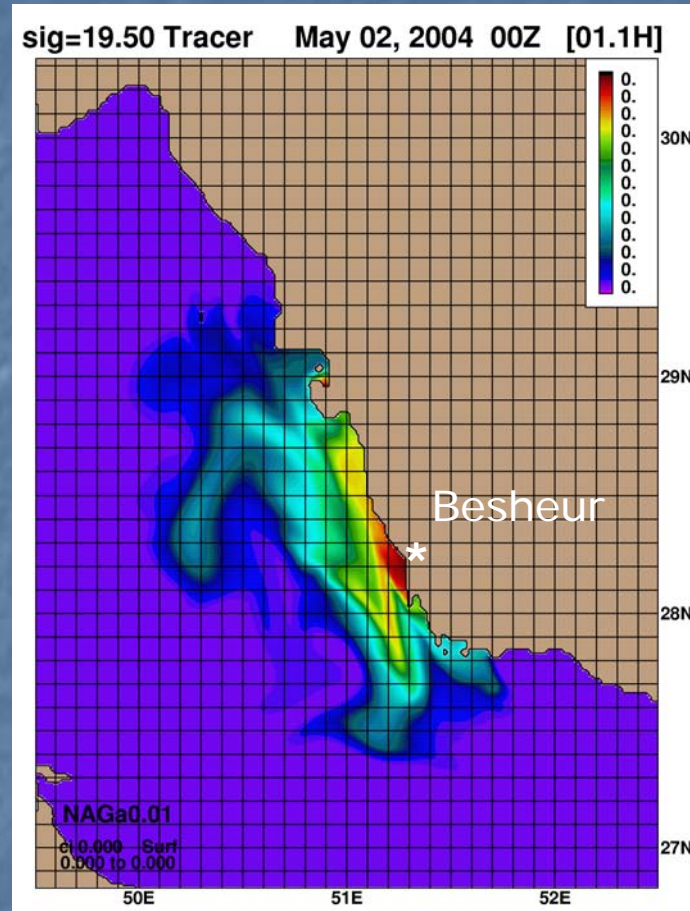 sig=19.50 Tracer May 02, 2004 00Z [01.1H]
0.
0.
0.
0.
0.
0.
0.
0.
0.
0.
0.
0.
0.
30N
29N
Besheur
*
28N
NAGa0.01
ci 0.000 Surf
0.000 to 0.000
27N
50E 51E 52E